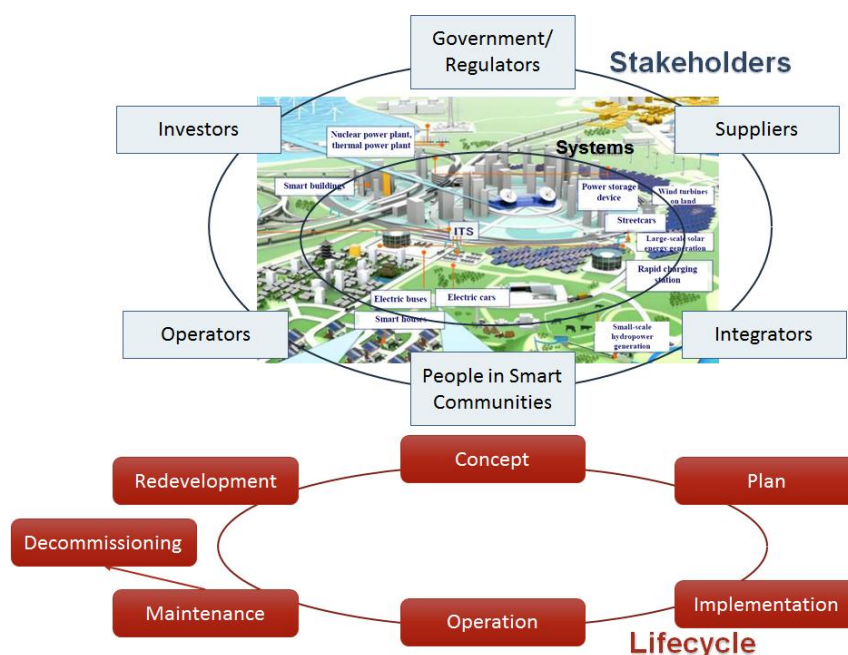 Government/
Regulators
Stakeholders
Investors
Suppliers
Nuclear power plant,
thermal power plant
Systems
Smart buildings
Power storage
device
Wind turbines
on land
Streetcars
ITS
Large-scale solar
energy generation
Rapid charging
station
Electric buses
Electric cars
Smart houses
Small-scale
hydropower
generation
Operators
Integrators
People in Smart
Communities
Concept
Redevelopment
Plan
Decommissioning
Maintenance
Operation
Implementation
Lifecycle